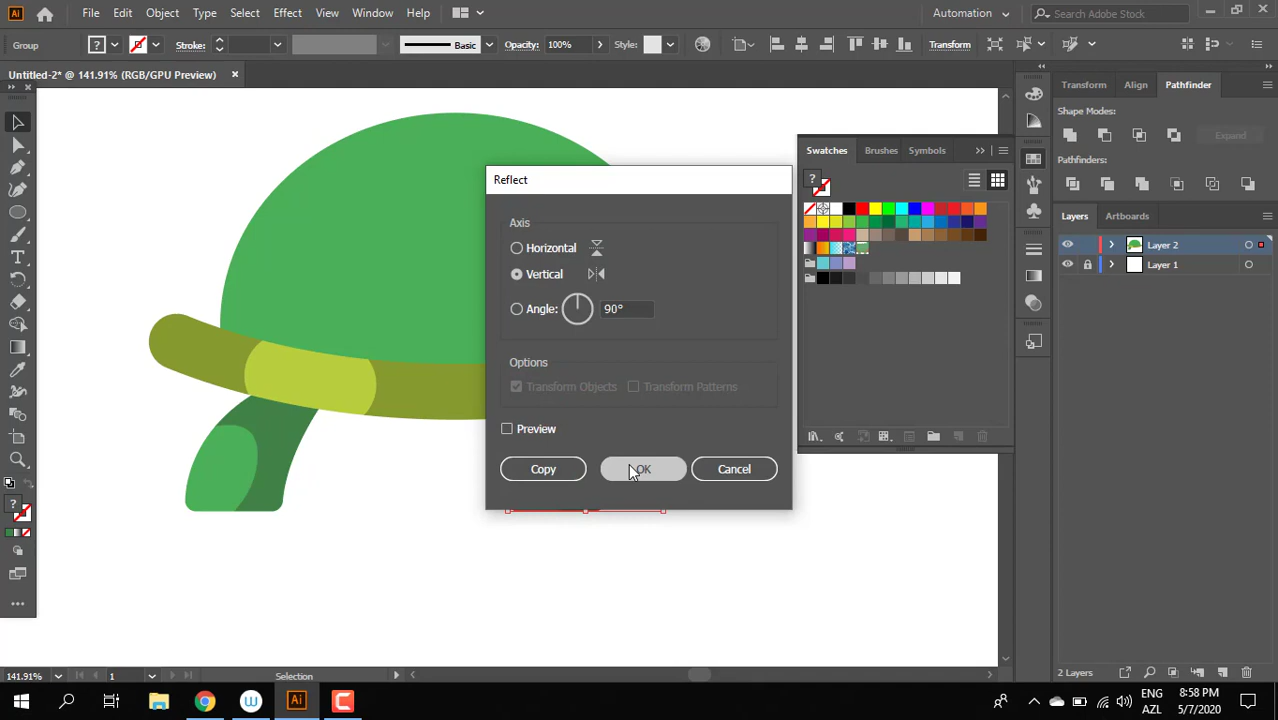 Ai File Edit Object Type Select Effect View Window Help Automation Search Adobe Stock
Group ? Stroke: Basic Opacity: 100% Style: Transform
Untitled-2* @ 141.91% (RGB/GPU Preview) ×
Transform Align Pathfinder
Shape Modes:
Expand
Pathfinders:
Swatches Brushes Symbols
?
Layers Artboards
Layer 2
Layer 1
Reflect
Axis
Horizontal
Vertical
Angle: 90°
Options
Transform Objects Transform Patterns
Preview
Copy OK Cancel
T
?
141.91% 1 Selection
2 Layers
W Ai
ENG
AZL
8:58 PM
5/7/2020